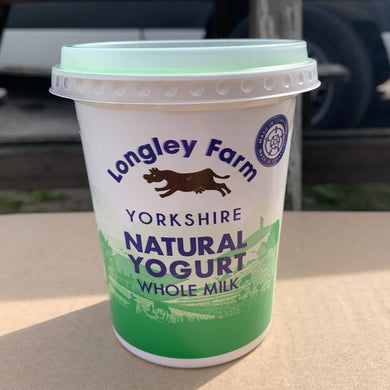 Longley Farm
YORKSHIRE
NATURAL
YOGURT
WHOLE MILK